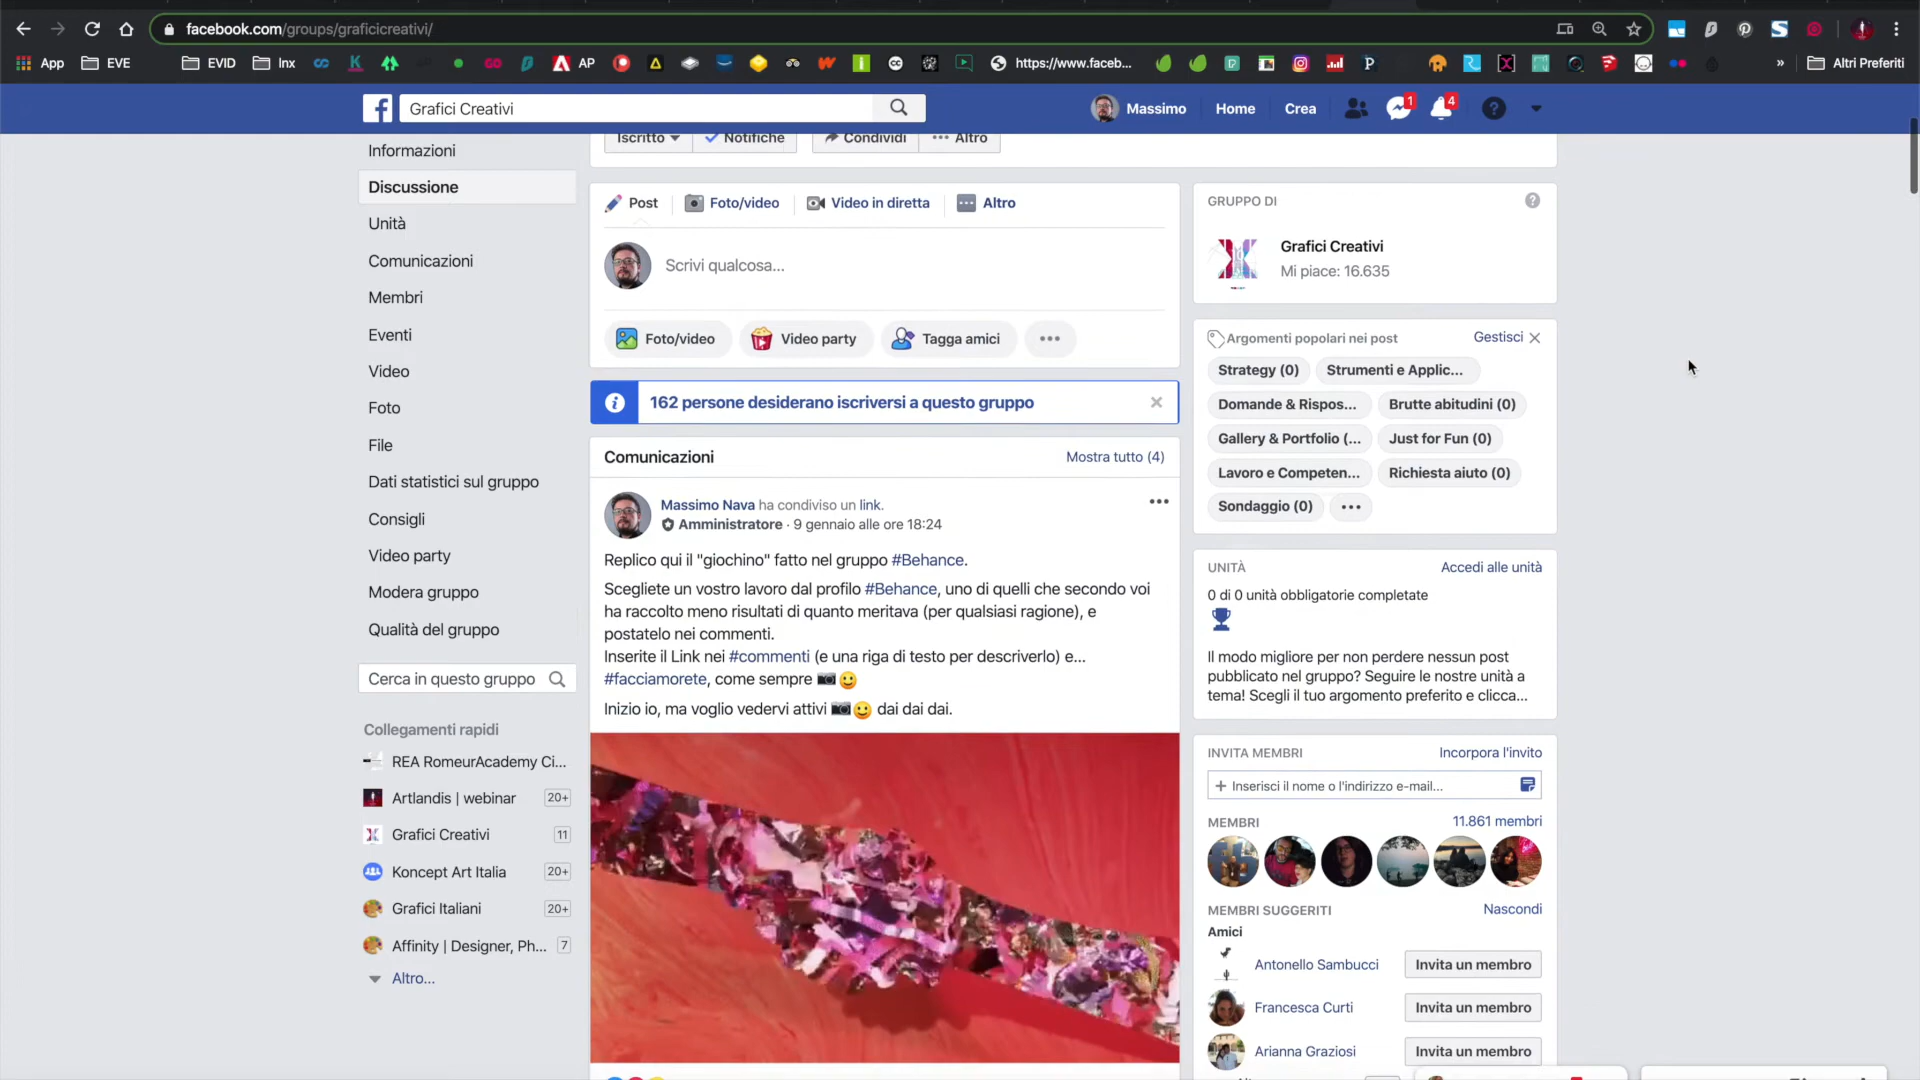 facebook.com/groups/graficicreativi/
App
EVE
EVID
Inx
AP
https://www.faceb...
»
Altri Preferiti
Grafici Creativi
Massimo
Home
Crea
1
4
Informazioni
Discussione
Unità
Comunicazioni
Membri
Eventi
Video
Foto
File
Dati statistici sul gruppo
Consigli
Video party
Modera gruppo
Qualità del gruppo
Cerca in questo gruppo
Collegamenti rapidi
REA RomeurAcademy Ci...
Artlandis | webinar 20+
Grafici Creativi 11
Koncept Art Italia 20+
Grafici Italiani 20+
Affinity | Designer, Ph... 7
Altro...
Iscritto
Notifiche
Condividi
Altro
Post
Foto/video
Video in diretta
Altro
Scrivi qualcosa...
Foto/video
Video party
Tagga amici
162 persone desiderano iscriversi a questo gruppo
Comunicazioni
Mostra tutto (4)
Massimo Nava ha condiviso un link.
Amministratore · 9 gennaio alle ore 18:24
Replico qui il "giochino" fatto nel gruppo #Behance.
Scegliete un vostro lavoro dal profilo #Behance, uno di quelli che secondo voi
ha raccolto meno risultati di quanto meritava (per qualsiasi ragione), e
postatelo nei commenti.
Inserite il Link nei #commenti (e una riga di testo per descriverlo) e...
#facciamorete, come sempre 📷🙂
Inizio io, ma voglio vedervi attivi 📷🙂 dai dai dai.
GRUPPO DI
Grafici Creativi
Mi piace: 16.635
Argomenti popolari nei post
Gestisci
Strategy (0)
Strumenti e Applic...
Domande & Rispos...
Brutte abitudini (0)
Gallery & Portfolio (...
Just for Fun (0)
Lavoro e Competen...
Richiesta aiuto (0)
Sondaggio (0)
UNITÀ
Accedi alle unità
0 di 0 unità obbligatorie completate
Il modo migliore per non perdere nessun post
pubblicato nel gruppo? Seguire le nostre unità a
tema! Scegli il tuo argomento preferito e clicca...
INVITA MEMBRI
Incorpora l'invito
+ Inserisci il nome o l'indirizzo e-mail...
MEMBRI
11.861 membri
MEMBRI SUGGERITI
Nascondi
Amici
Antonello Sambucci
Invita un membro
Francesca Curti
Invita un membro
Arianna Graziosi
Invita un membro